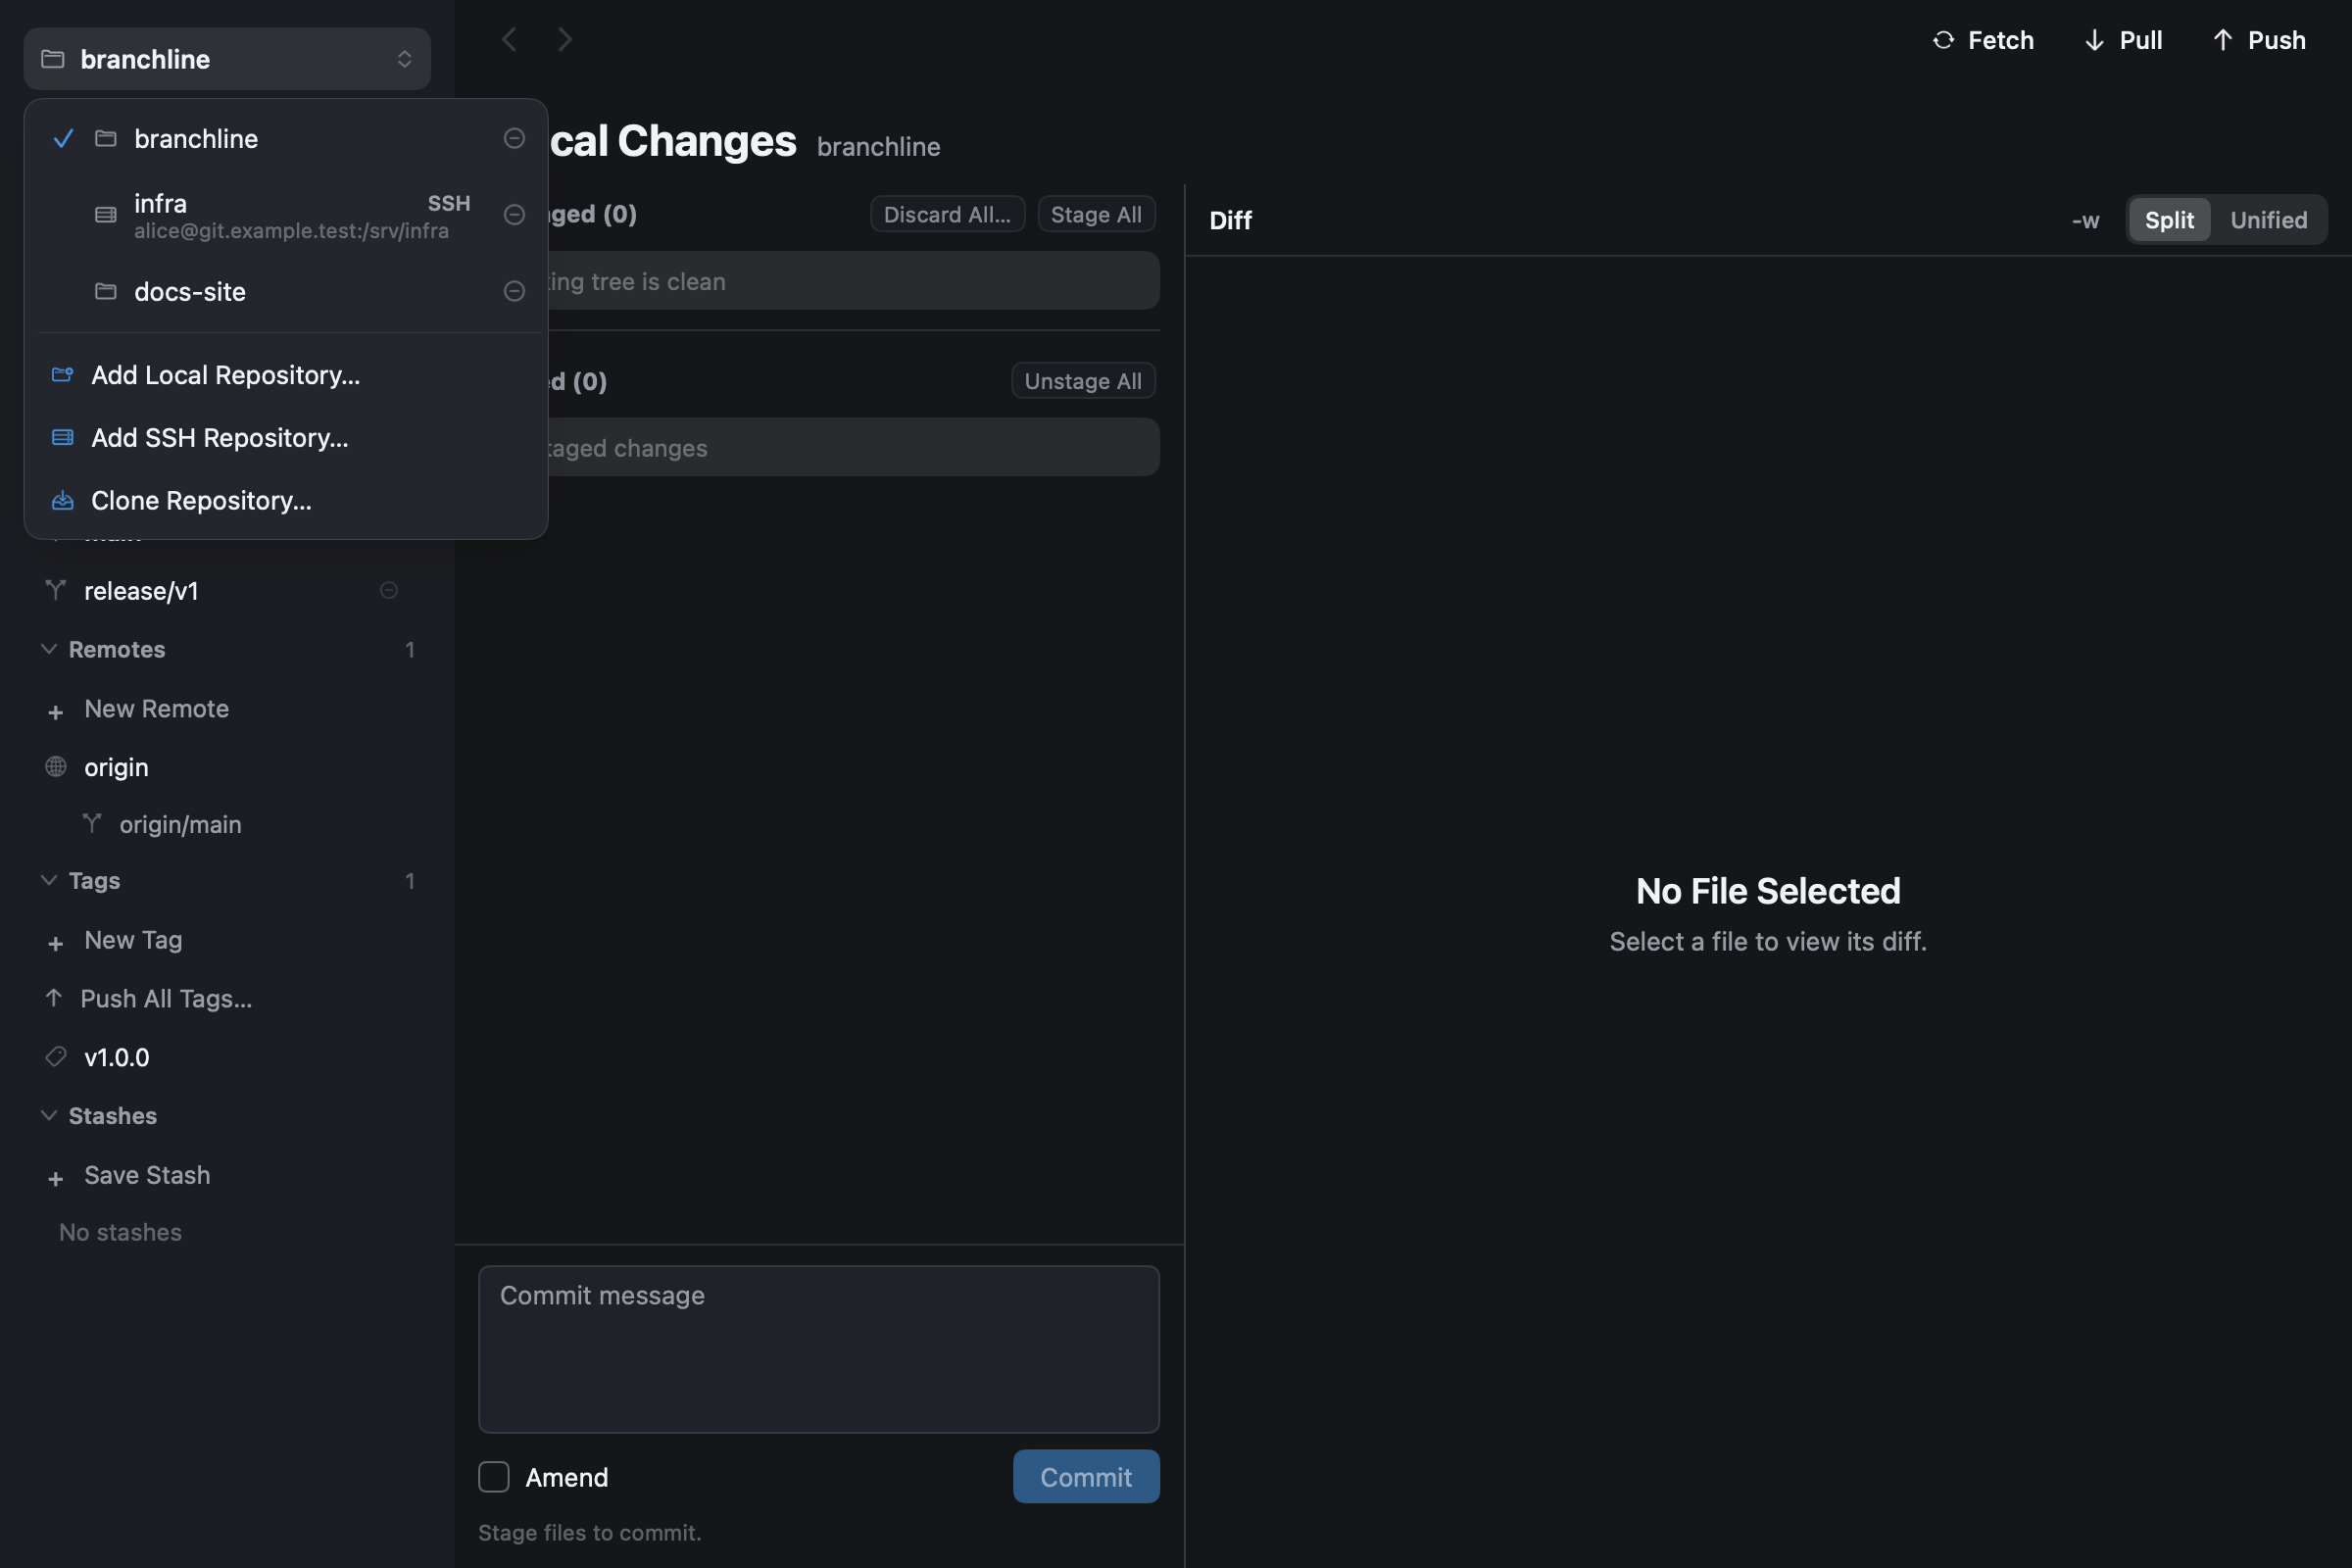 branchline
Fetch
Pull
Push
branchline
infra
SSH
alice@git.example.test:/srv/infra
docs-site
Add Local Repository...
Add SSH Repository...
Clone Repository...
release/v1
Remotes
1
New Remote
origin
origin/main
Tags
1
New Tag
Push All Tags...
v1.0.0
Stashes
Save Stash
No stashes
cal Changes branchline
ged (0)
Discard All...
Stage All
ing tree is clean
d (0)
Unstage All
taged changes
Commit message
Amend
Commit
Stage files to commit.
Diff
-w
Split
Unified
No File Selected
Select a file to view its diff.